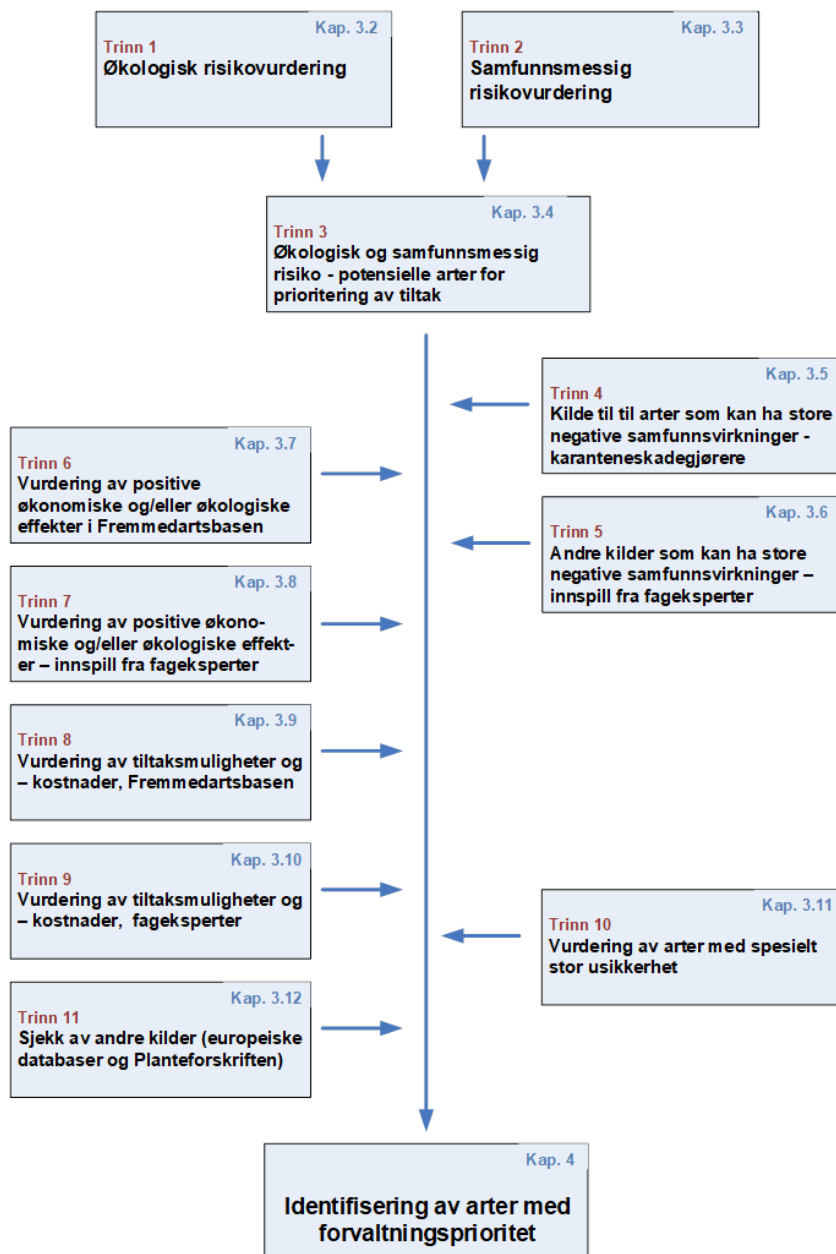 Kap. 3.2
Trinn 1
Økologisk risikovurdering
Kap. 3.3
Trinn 2
Samfunnsmessig
risikovurdering
Kap. 3.4
Trinn 3
Økologisk og samfunnsmessig
risiko - potensielle arter for
prioritering av tiltak
Kap. 3.5
Trinn 4
Kilde til til arter som kan ha store
negative samfunnsvirkninger -
karanteneskadegjørere
Kap. 3.7
Trinn 6
Vurdering av positive
økonomiske og/eller økologiske
effekter i Fremmedartsbasen
Kap. 3.6
Trinn 5
Andre kilder som kan ha store
negative samfunnsvirkninger –
innspill fra fageksperter
Kap. 3.8
Trinn 7
Vurdering av positive økono-
miske og/eller økologiske effekt-
er – innspill fra fageksperter
Kap. 3.9
Trinn 8
Vurdering av tiltaksmuligheter og
– kostnader, Fremmedartsbasen
Kap. 3.10
Trinn 9
Vurdering av tiltaksmuligheter og
– kostnader, fageksperter
Kap. 3.11
Trinn 10
Vurdering av arter med spesielt
stor usikkerhet
Kap. 3.12
Trinn 11
Sjekk av andre kilder (europeiske
databaser og Planteforskriften)
Kap. 4
Identifisering av arter med
forvaltningsprioritet